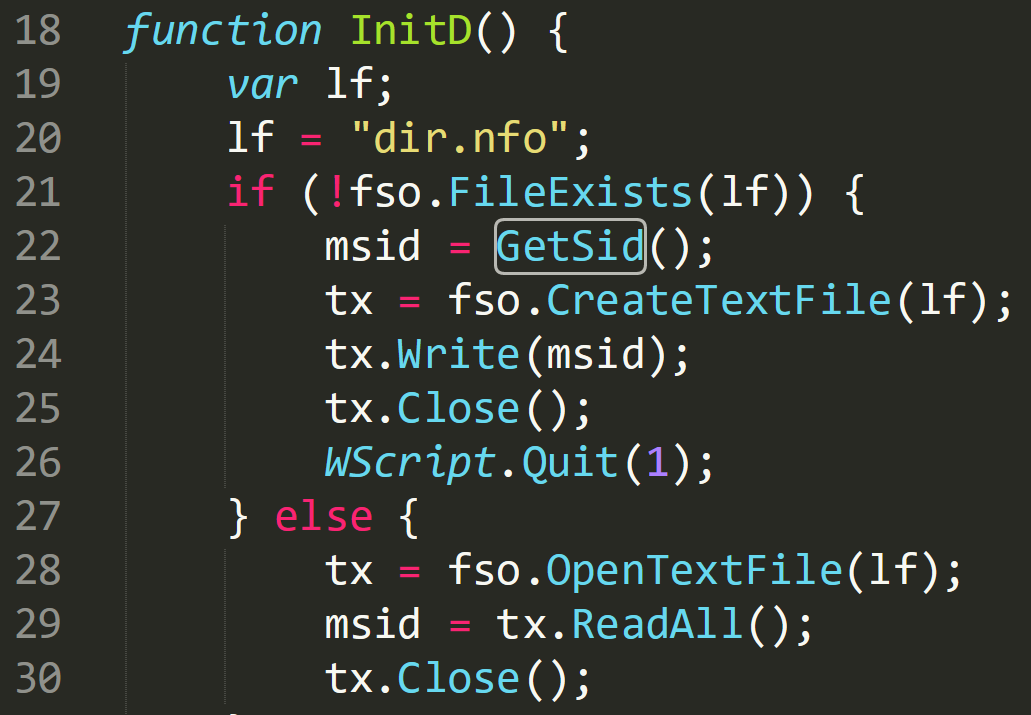 18 function InitD() {
19 var lf;
20 lf = "dir.nfo";
21 if (!fso.FileExists(lf)) {
22 msid = GetSid();
23 tx = fso.CreateTextFile(lf);
24 tx.Write(msid);
25 tx.Close();
26 WScript.Quit(1);
27 } else {
28 tx = fso.OpenTextFile(lf);
29 msid = tx.ReadAll();
30 tx.Close();